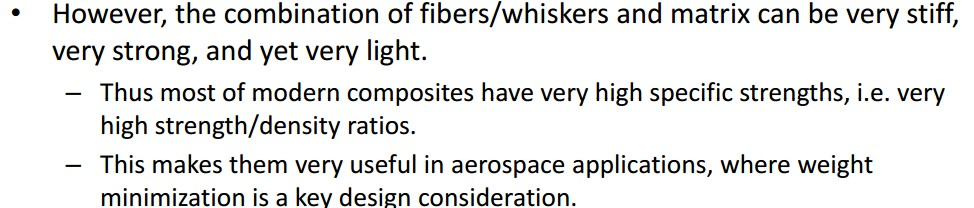 • However, the combination of fibers/whiskers and matrix can be very stiff,
very strong, and yet very light.
– Thus most of modern composites have very high specific strengths, i.e. very
high strength/density ratios.
– This makes them very useful in aerospace applications, where weight
minimization is a key design consideration.